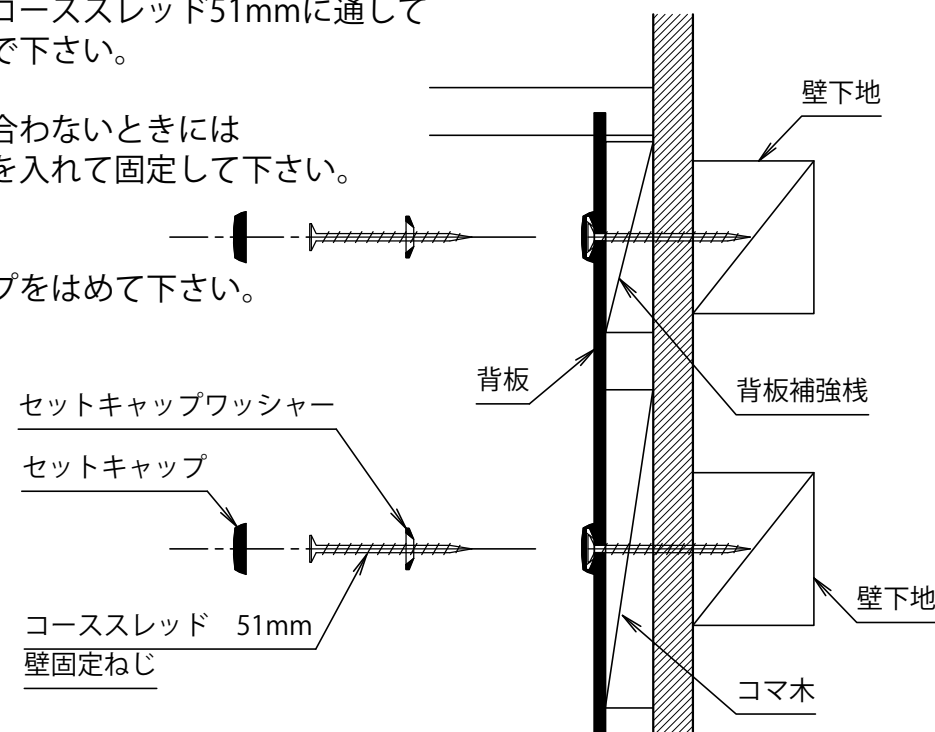 コーススレッド51mmに通して
で下さい。
合わないときには
を入れて固定して下さい。
プをはめて下さい。
壁下地
背板
背板補強桟
セットキャップワッシャー
セットキャップ
コーススレッド　51mm
壁固定ねじ
壁下地
コマ木